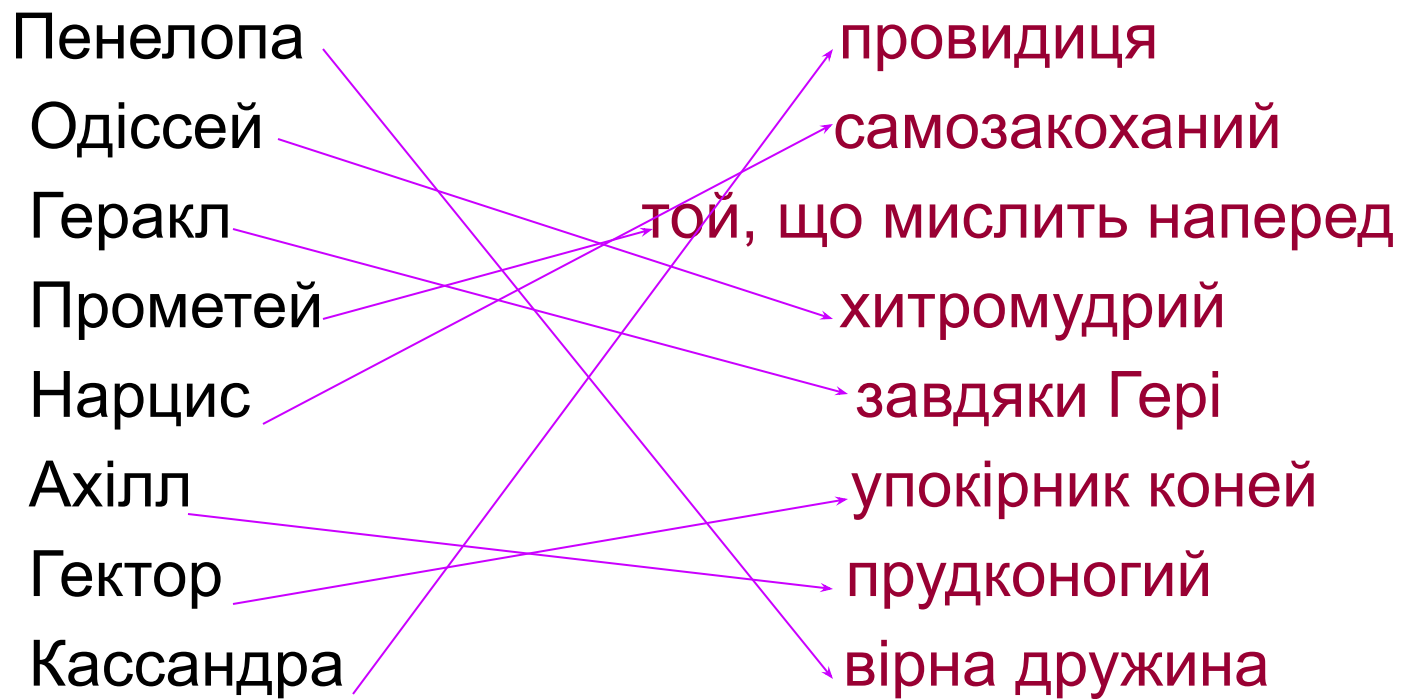 Пенелопа провидиця
Одіссей самозакоханий
Геракл той, що мислить наперед
Прометей хитромудрий
Нарцис завдяки Гері
Ахілл упокірник коней
Гектор прудконогий
Кассандра вірна дружина